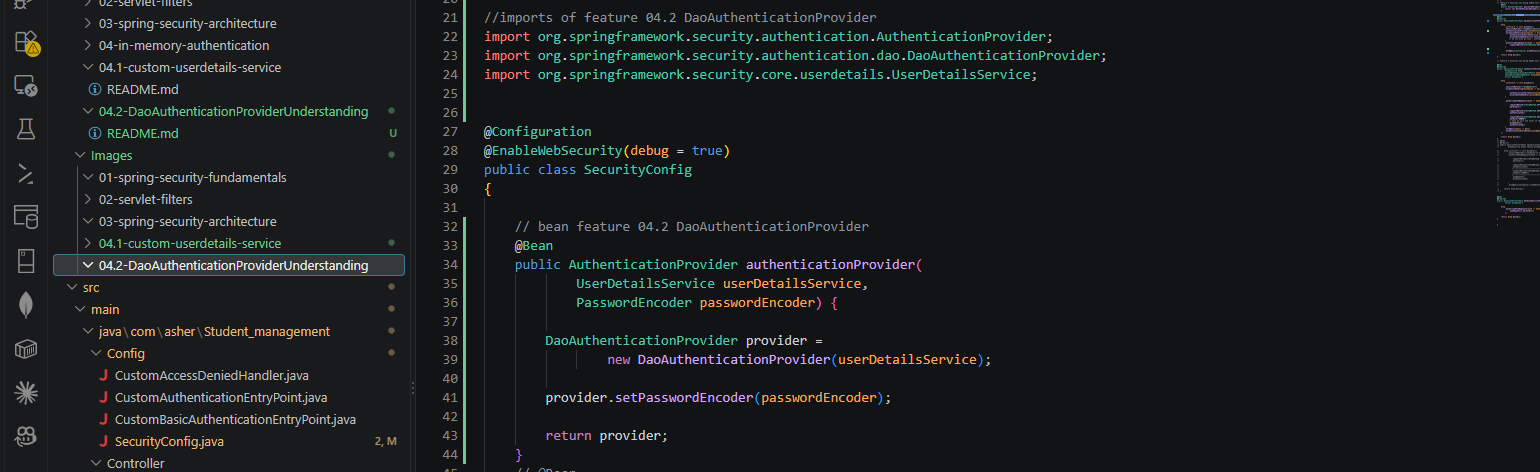 02-servlet-filters
03-spring-security-architecture
04-in-memory-authentication
04.1-custom-userdetails-service
README.md
04.2-DaoAuthenticationProviderUnderstanding
README.md U
Images
01-spring-security-fundamentals
02-servlet-filters
03-spring-security-architecture
04.1-custom-userdetails-service
04.2-DaoAuthenticationProviderUnderstanding
src
main
java\com\asher\Student_management
Config
CustomAccessDeniedHandler.java
CustomAuthenticationEntryPoint.java
CustomBasicAuthenticationEntryPoint.java
SecurityConfig.java 2, M
Controller
20
21 //imports of feature 04.2 DaoAuthenticationProvider
22 import org.springframework.security.authentication.AuthenticationProvider;
23 import org.springframework.security.authentication.dao.DaoAuthenticationProvider;
24 import org.springframework.security.core.userdetails.UserDetailsService;
25
26
27 @Configuration
28 @EnableWebSecurity(debug = true)
29 public class SecurityConfig
30 {
31
32 // bean feature 04.2 DaoAuthenticationProvider
33 @Bean
34 public AuthenticationProvider authenticationProvider(
35 UserDetailsService userDetailsService,
36 PasswordEncoder passwordEncoder) {
37
38 DaoAuthenticationProvider provider =
39 new DaoAuthenticationProvider(userDetailsService);
40
41 provider.setPasswordEncoder(passwordEncoder);
42
43 return provider;
44 }
45 // @Bean